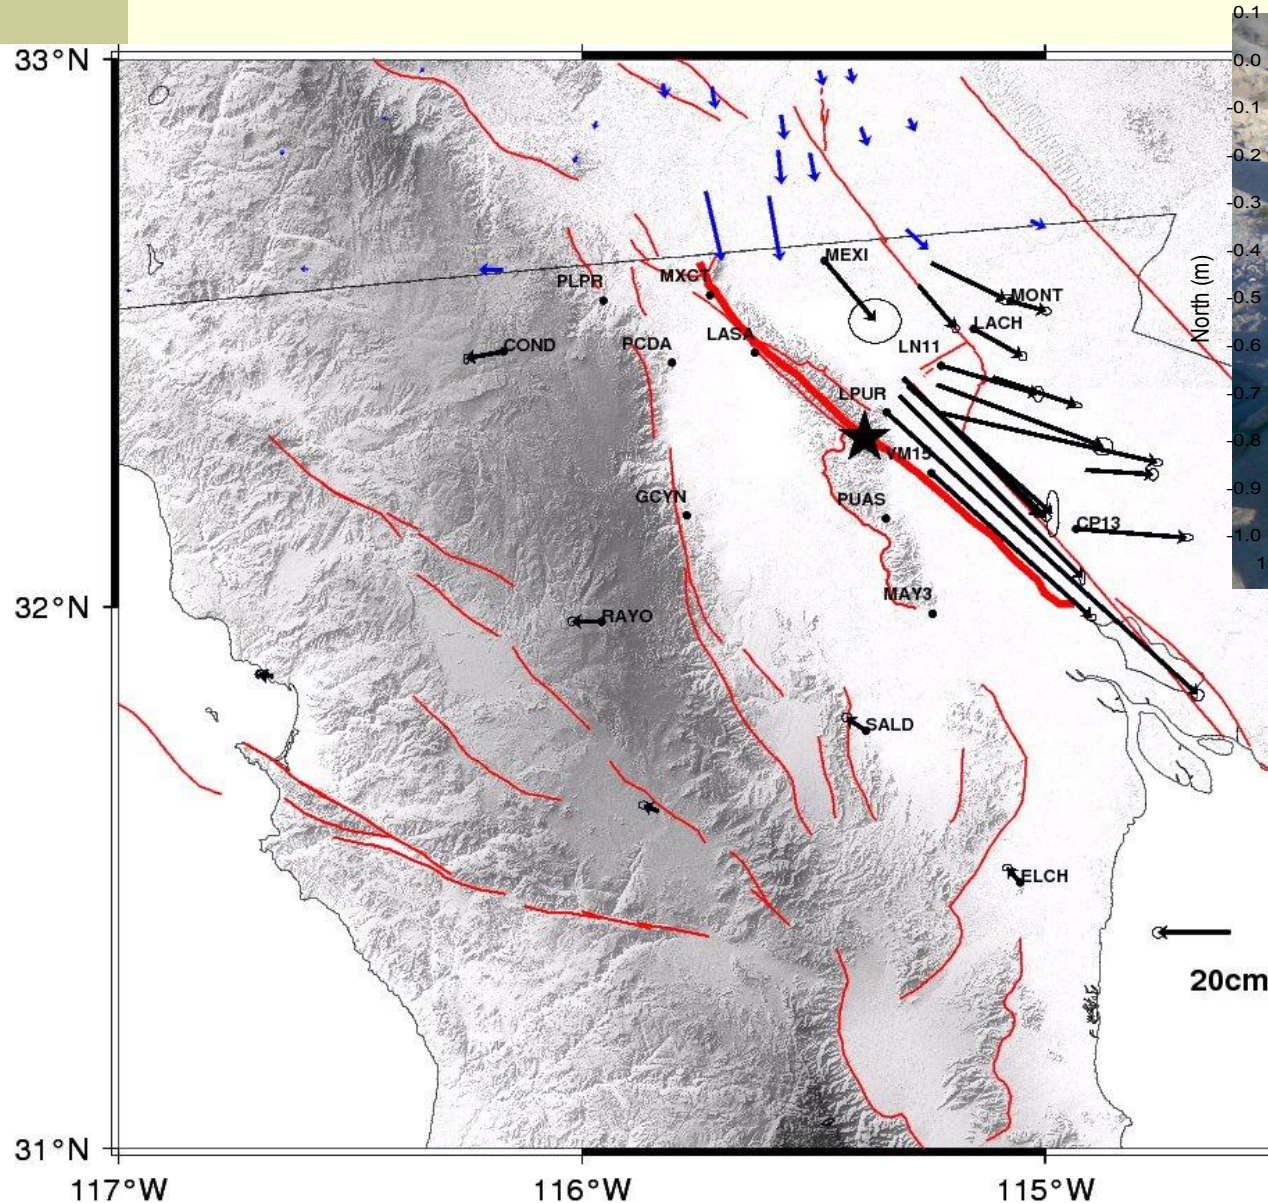 0.1
33°N
0.0
-0.1
-0.2
-0.3
-0.4
MEXI
PLPR
MXCT
MONT
-0.5
LACH
LASA
COND
PCDA
LN11
-0.6
North (m)
LPUR
-0.7
VM15
-0.8
GCYN
PUAS
-0.9
CP13
-1.0
1
32°N
MAY3
RAYO
SALD
ELCH
20cm
31°N
117°W
116°W
115°W